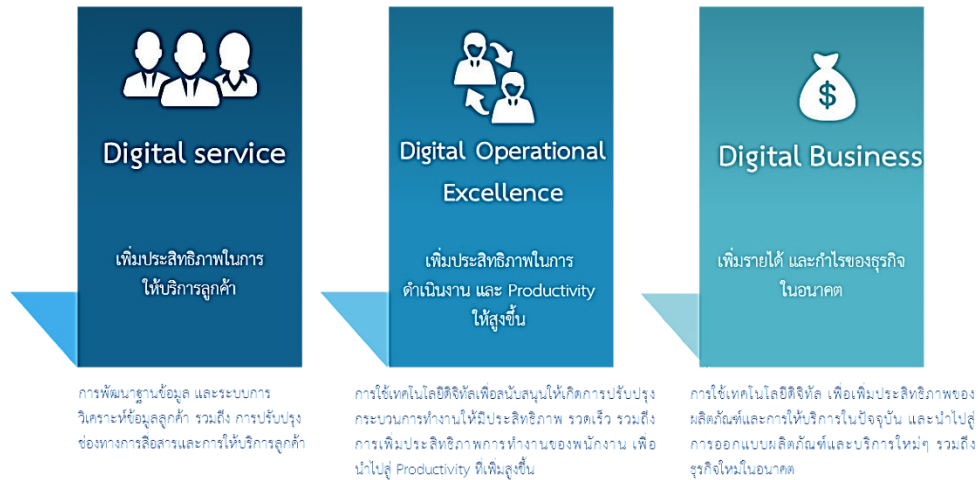 Digital service
เพิ่มประสิทธิภาพในการ
ให้บริการลูกค้า
การพัฒนาฐานข้อมูล และระบบการ
วิเคราะห์ข้อมูลลูกค้า รวมถึง การปรับปรุง
ช่องทางการสื่อสารและการให้บริการลูกค้า
Digital Operational
Excellence
เพิ่มประสิทธิภาพในการ
ดำเนินงาน และ Productivity
ให้สูงขึ้น
การใช้เทคโนโลยีดิจิทัลเพื่อสนับสนุนให้เกิดการปรับปรุง
กระบวนการทำงานให้มีประสิทธิภาพ รวดเร็ว รวมถึง
การเพิ่มประสิทธิภาพการทำงานของพนักงาน เพื่อ
นำไปสู่ Productivity ที่เพิ่มสูงขึ้น
$
Digital Business
เพิ่มรายได้ และกำไรของธุรกิจ
ในอนาคต
การใช้เทคโนโลยีดิจิทัล เพื่อเพิ่มประสิทธิภาพของ
ผลิตภัณฑ์และการให้บริการในปัจจุบัน และนำไปสู่
การออกแบบผลิตภัณฑ์และบริการใหม่ๆ รวมถึง
ธุรกิจใหม่ในอนาคต